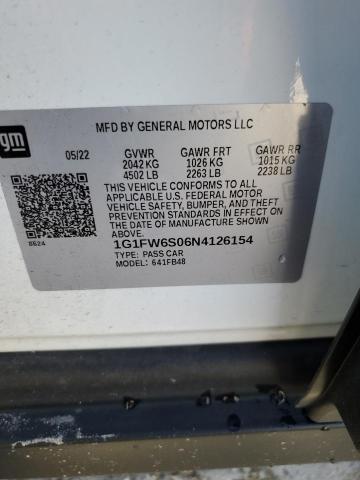 gm
MFD BY GENERAL MOTORS LLC
05/22 GVWR GAWR FRT GAWR RR
2042 KG 1026 KG 1015 KG
4502 LB 2263 LB 2238 LB
THIS VEHICLE CONFORMS TO ALL
APPLICABLE U.S. FEDERAL MOTOR
VEHICLE SAFETY, BUMPER, AND THEFT
PREVENTION STANDARDS IN EFFECT ON
THE DATE OF MANUFACTURE SHOWN
ABOVE.
8624
1G1FW6S06N4126154
TYPE: PASS CAR
MODEL: 641FB48